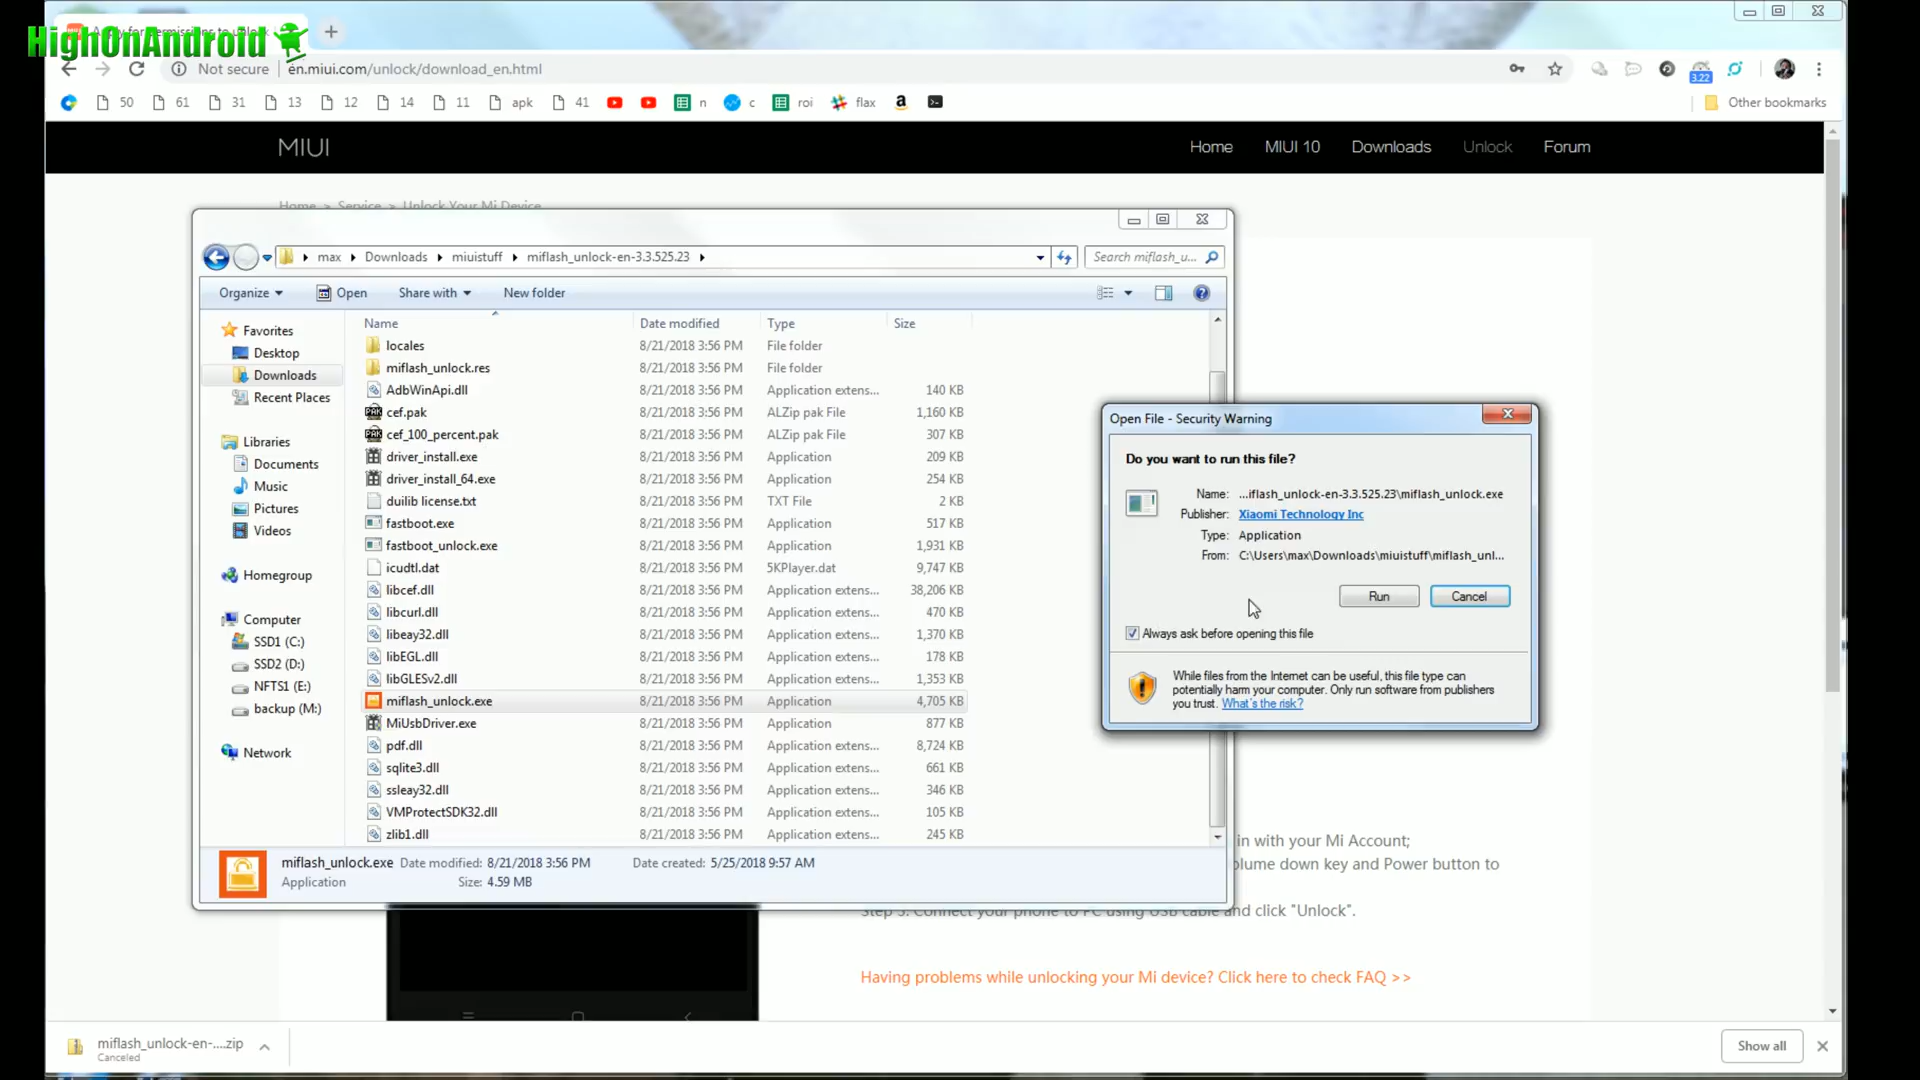 HighOnAndroid
Not secure
en.miui.com/unlock/download_en.html
3.22
50
61
31
13
12
14
11
apk
41
n
c
roi
flax
Other bookmarks
MIUI
Home
MIUI 10
Downloads
Unlock
Forum
Home > Service > Unlock Your Mi Device
max
Downloads
miuistuff
miflash_unlock-en-3.3.525.23
Search miflash_u...
Organize
Open
Share with
New folder
Favorites
Desktop
Downloads
Recent Places
Libraries
Documents
Music
Pictures
Videos
Homegroup
Computer
SSD1 (C:)
SSD2 (D:)
NFTS1 (E:)
backup (M:)
Network
Name Date modified Type Size
locales 8/21/2018 3:56 PM File folder
miflash_unlock.res 8/21/2018 3:56 PM File folder
AdbWinApi.dll 8/21/2018 3:56 PM Application extens... 140 KB
cef.pak 8/21/2018 3:56 PM ALZip pak File 1,160 KB
cef_100_percent.pak 8/21/2018 3:56 PM ALZip pak File 307 KB
driver_install.exe 8/21/2018 3:56 PM Application 209 KB
driver_install_64.exe 8/21/2018 3:56 PM Application 254 KB
duilib license.txt 8/21/2018 3:56 PM TXT File 2 KB
fastboot.exe 8/21/2018 3:56 PM Application 517 KB
fastboot_unlock.exe 8/21/2018 3:56 PM Application 1,931 KB
icudtl.dat 8/21/2018 3:56 PM 5KPlayer.dat 9,747 KB
libcef.dll 8/21/2018 3:56 PM Application extens... 38,206 KB
libcurl.dll 8/21/2018 3:56 PM Application extens... 470 KB
libeay32.dll 8/21/2018 3:56 PM Application extens... 1,370 KB
libEGL.dll 8/21/2018 3:56 PM Application extens... 178 KB
libGLESv2.dll 8/21/2018 3:56 PM Application extens... 1,353 KB
miflash_unlock.exe 8/21/2018 3:56 PM Application 4,705 KB
MiUsbDriver.exe 8/21/2018 3:56 PM Application 877 KB
pdf.dll 8/21/2018 3:56 PM Application extens... 8,724 KB
sqlite3.dll 8/21/2018 3:56 PM Application extens... 661 KB
ssleay32.dll 8/21/2018 3:56 PM Application extens... 346 KB
VMProtectSDK32.dll 8/21/2018 3:56 PM Application extens... 105 KB
zlib1.dll 8/21/2018 3:56 PM Application extens... 245 KB
miflash_unlock.exe Date modified: 8/21/2018 3:56 PM Date created: 5/25/2018 9:57 AM
Application Size: 4.59 MB
Open File - Security Warning
Do you want to run this file?
Name: ...iflash_unlock-en-3.3.525.23\miflash_unlock.exe
Publisher: Xiaomi Technology Inc
Type: Application
From: C:\Users\max\Downloads\miuistuff\miflash_unl...
Run
Cancel
Always ask before opening this file
While files from the Internet can be useful, this file type can
potentially harm your computer. Only run software from publishers
you trust. What's the risk?
in with your Mi Account;
lume down key and Power button to
Step 3. Connect your phone to PC using USB cable and click "Unlock".
Having problems while unlocking your Mi device? Click here to check FAQ >>
miflash_unlock-en-....zip
Canceled
Show all